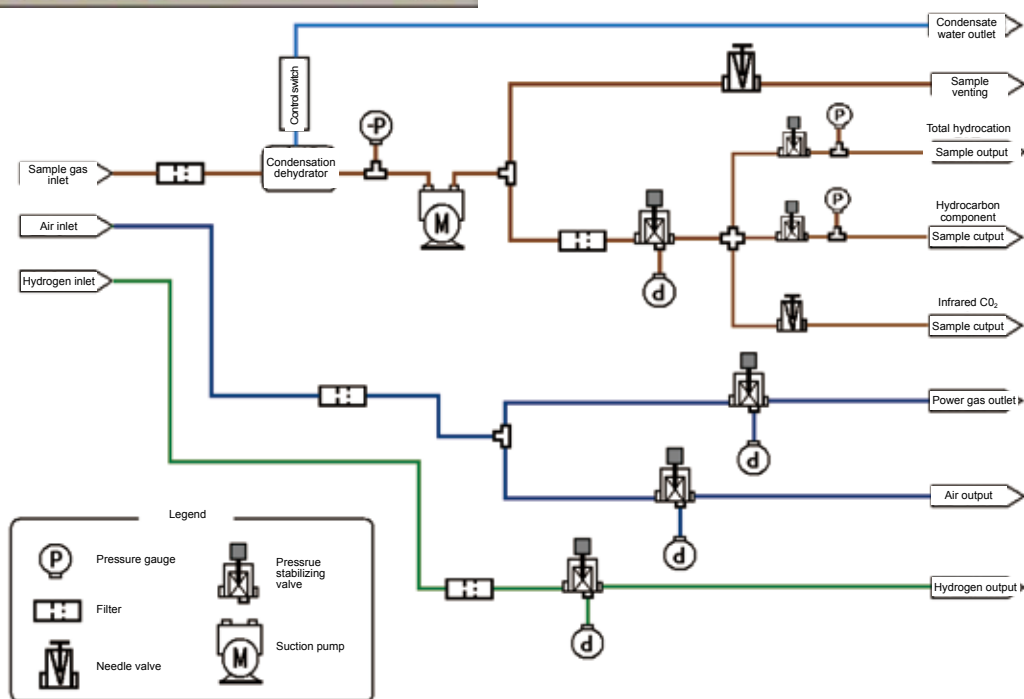 Condensate
water outlet
Control switch
Sample
venting
-P
P
Total hydrocation
Condensation
dehydrator
Sample output
Sample gas
inlet
P
Hydrocarbon
component
M
Air inlet
Sample cutput
Hydrogen inlet
P
Infrared C0₂
Sample cutput
Power gas outlet
P
Air output
Legend
P
P
Pressure gauge
Pressrue
stabilizing
valve
Hydrogen output
Filter
P
M
Suction pump
Needle valve